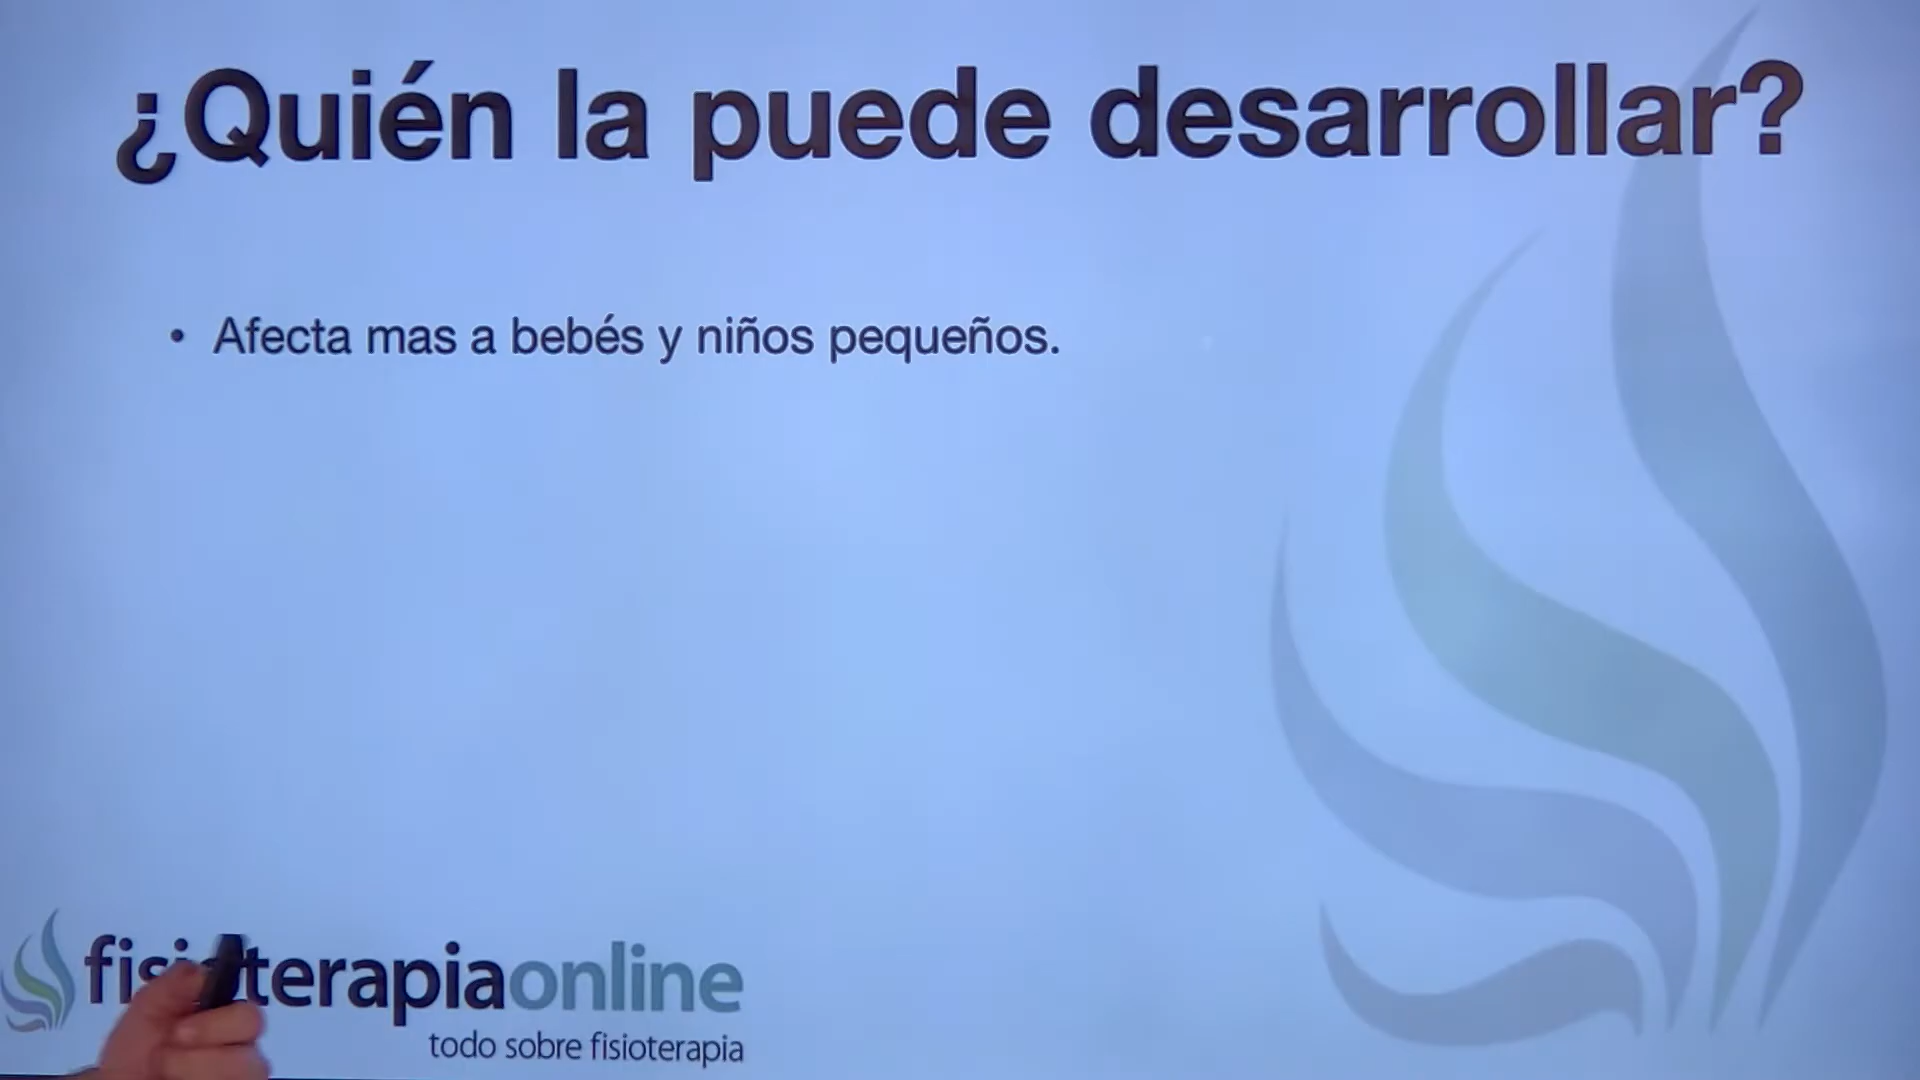 ¿Quién la puede desarrollar?
• Afecta mas a bebés y niños pequeños.
fisioterapiaonline
todo sobre fisioterapia